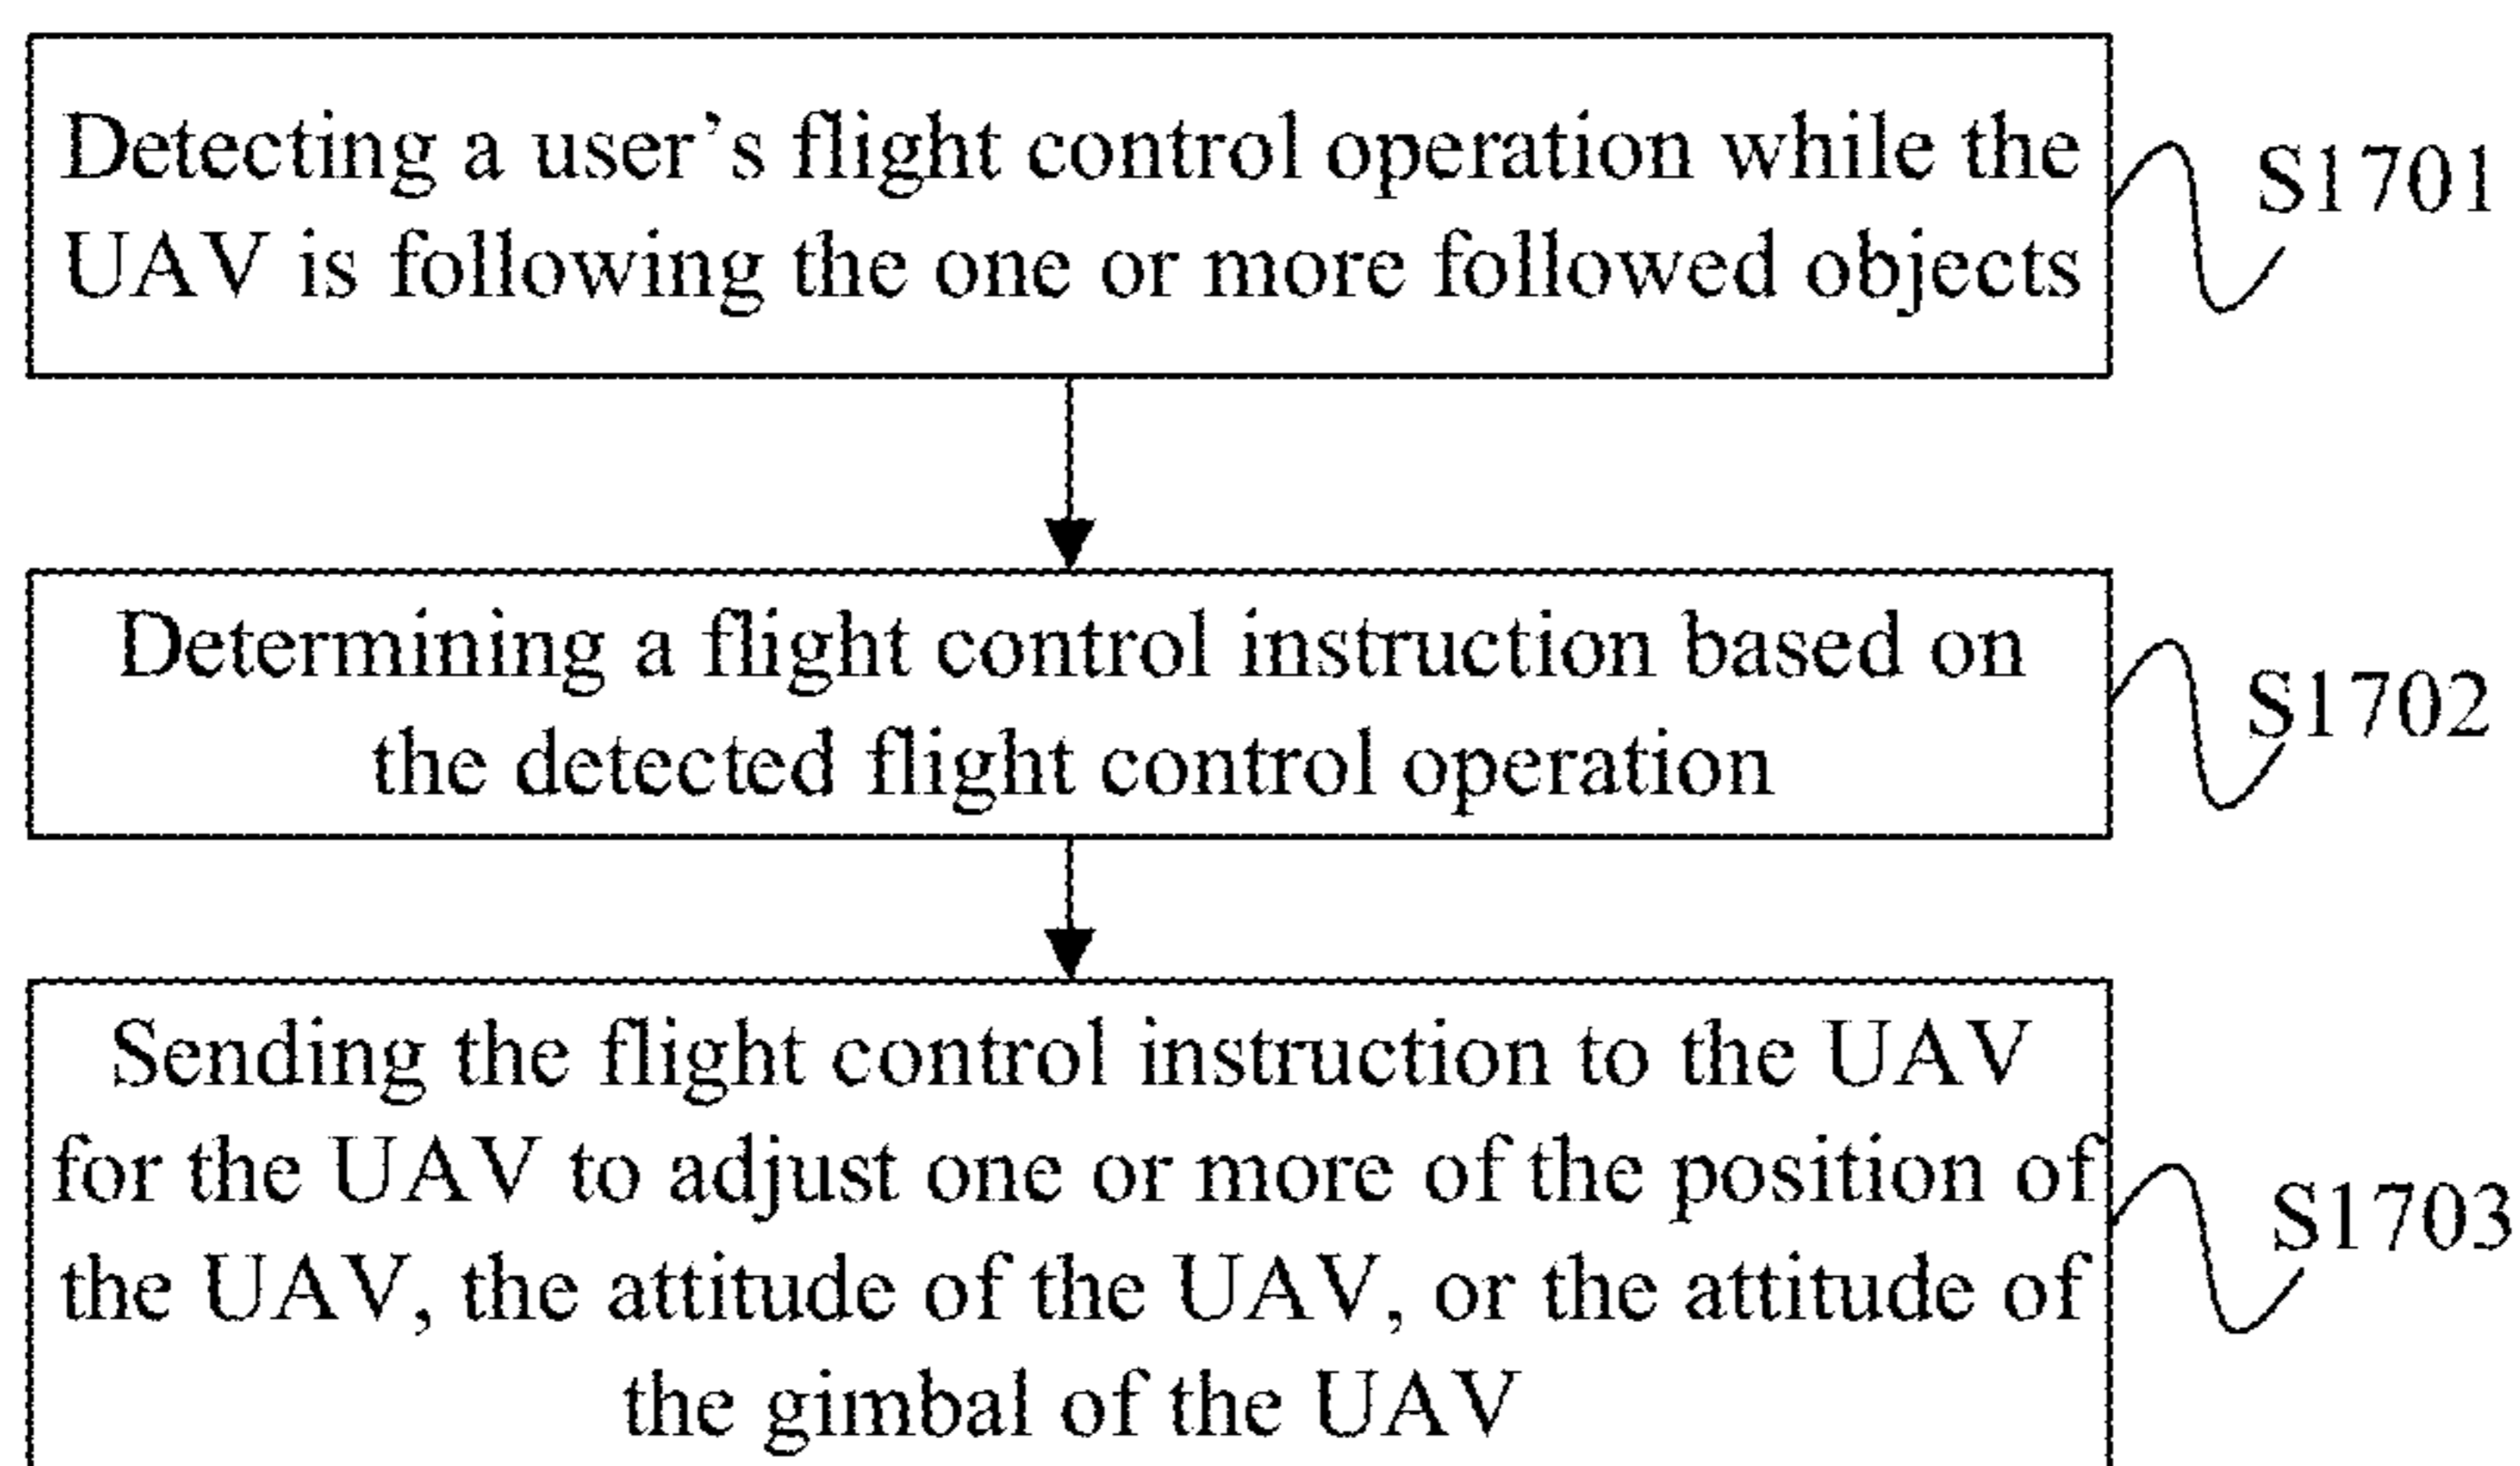 Detecting a user's flight control operation while the
UAV is following the one or more followed objects
S1701
Determining a flight control instruction based on
the detected flight control operation
S1702
Sending the flight control instruction to the UAV
for the UAV to adjust one or more of the position of
the UAV, the attitude of the UAV, or the attitude of
the gimbal of the UAV
S1703